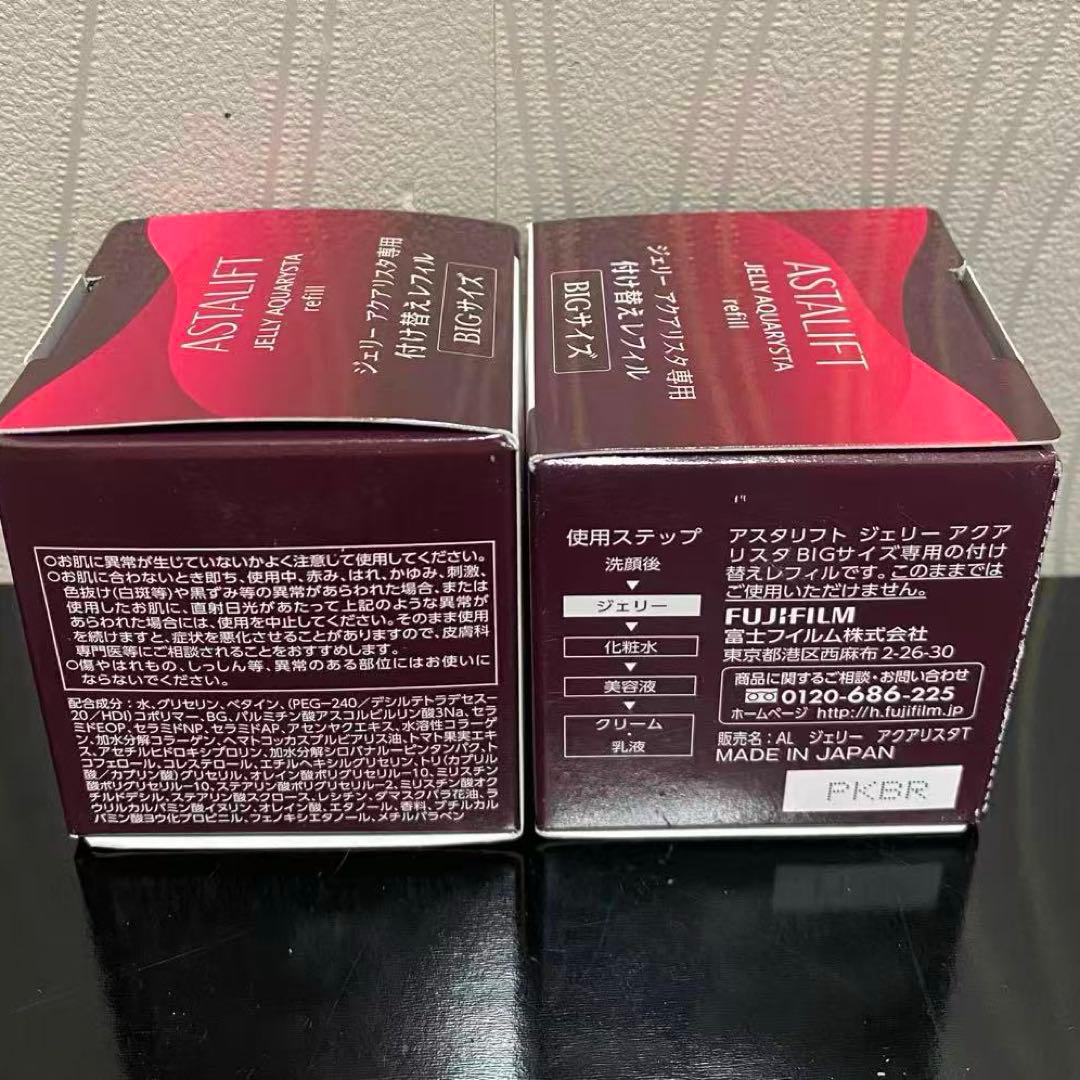 ASTALIFT
JELLY AQUARYSTA
refill
ジェリー アクアリスタ専用
付け替えレフィル
BIGサイズ
○お肌に異常が生じていないかよく注意して使用してください。
○お肌に合わないとき即ち、使用中、赤み、はれ、かゆみ、刺激、
色抜け(白斑等)や黒ずみ等の異常があらわれた場合、または
使用したお肌に、直射日光があたって上記のような異常が
あらわれた場合には、使用を中止してください。そのまま使用
を続けますと、症状を悪化させることがありますので、皮膚科
専門医等にご相談されることをおすすめします。
○傷やはれもの、しっしん等、異常のある部位にはお使いに
ならないでください。
配合成分：水、グリセリン、ベタイン、(PEG-240/デシルテトラデセス-
20/HDI)コポリマー、BG、パルミチン酸アスコルビルリン酸3Na、セラ
ミドEOP、セラミドNP、セラミドAP、ジオウエキス、水溶性コラーゲ
ン、加水分解コラーゲン、ヘマトコッカスプルビアリス油、トマト果実エキ
ス、アセチルヒドロキシプロリン、加水分解シロバナルーピンタンパク、ト
コフェロール、コレステロール、エチルヘキシルグリセリン、トリ(カプリル
酸/カプリン酸)グリセリル、オレイン酸ポリグリセリル-10、ミリスチン
酸ポリグリセリル-10、ステアリン酸ポリグリセリル-2、ミリスチン酸オク
チルドデシル、ステアリン酸スクロース、レシチン、ダマスクバラ花油、ラ
ウリルカルバミン酸イヌリン、オレイン酸、エタノール、香料、ブチルカル
バミン酸ヨウ化プロピニル、フェノキシエタノール、メチルパラベン
ASTALIFT
JELLY AQUARYSTA
refill
ジェリー アクアリスタ専用
付け替えレフィル
BIGサイズ
使用ステップ
洗顔後
▼
ジェリー
▼
化粧水
▼
美容液
▼
クリーム
・
乳液
アスタリフト ジェリー アクア
リスタBIGサイズ専用の付け
替えレフィルです。このままでは
ご使用いただけません。
FUJIFILM
富士フイルム株式会社
東京都港区西麻布 2-26-30
商品に関するご相談・お問い合わせ
0120-686-225
ホームページ http://h.fujifilm.jp
販売名：AL ジェリー アクアリスタT
MADE IN JAPAN
PKBR